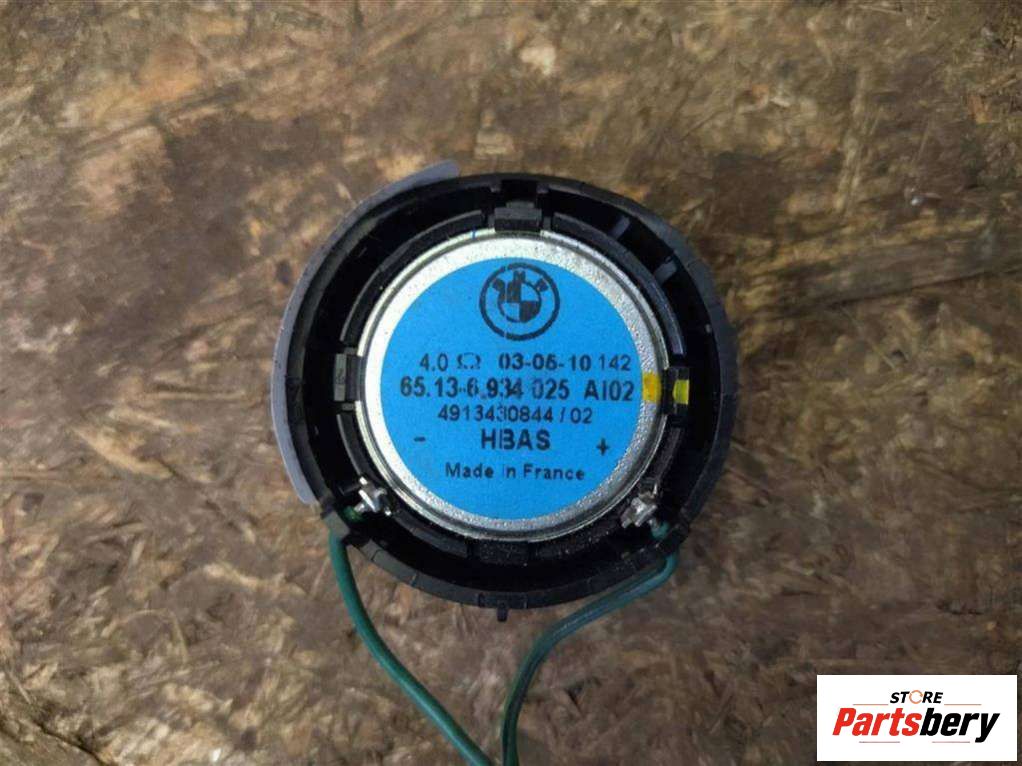 4.0 Ω 03-06-10 142
65.13-6.934 025 AI02
4913430844 / 02
- HBAS +
Made in France
STORE
Partsbery